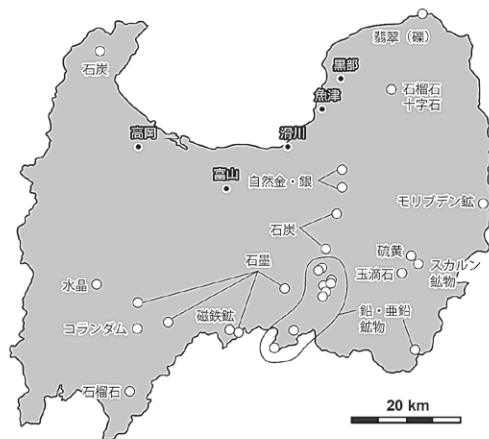 翡翠（礫）
石炭
黒部
石榴石
十字石
魚津
高岡
滑川
自然金・銀
富山
モリブデン鉱
石炭
硫黄
石墨
スカルン
鉱物
玉滴石
水晶
磁鉄鉱
鉛・亜鉛
鉱物
コランダム
石榴石
20 km